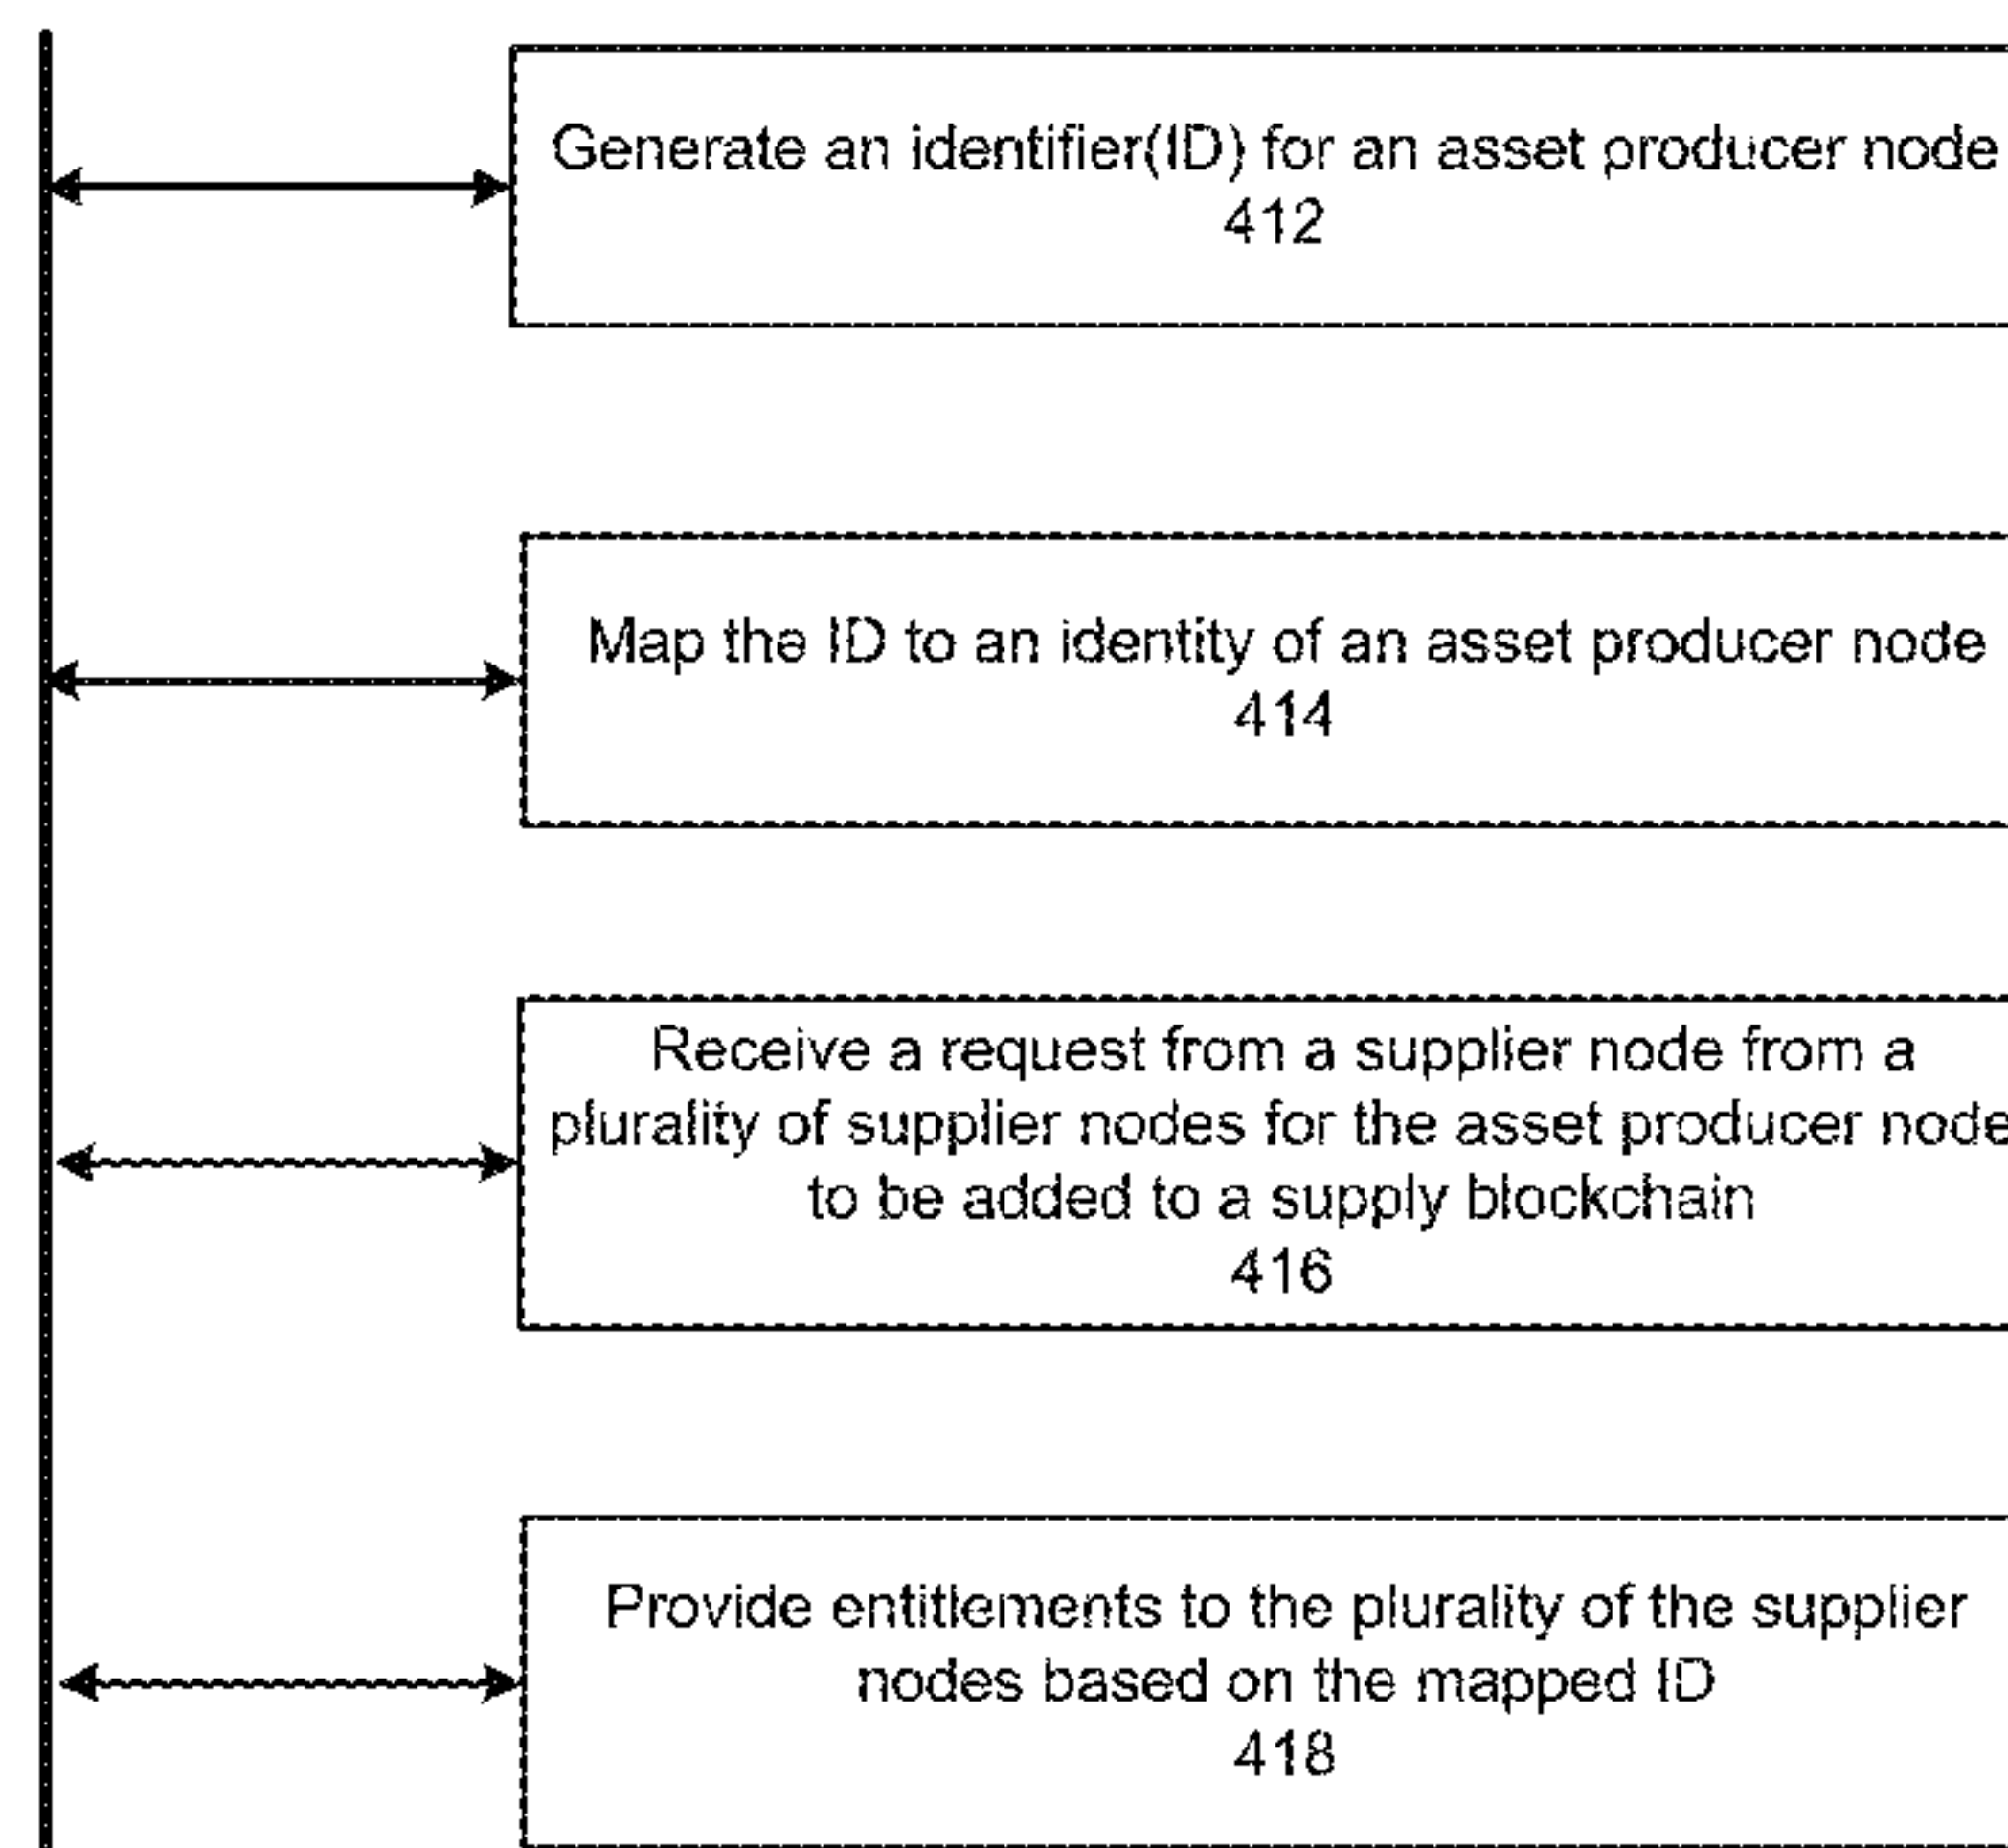 Generate an identifier(ID) for an asset producer node
412
Map the ID to an identity of an asset producer node
414
Receive a request from a supplier node from a
plurality of supplier nodes for the asset producer node
to be added to a supply blockchain
416
Provide entitlements to the plurality of the supplier
nodes based on the mapped ID
418